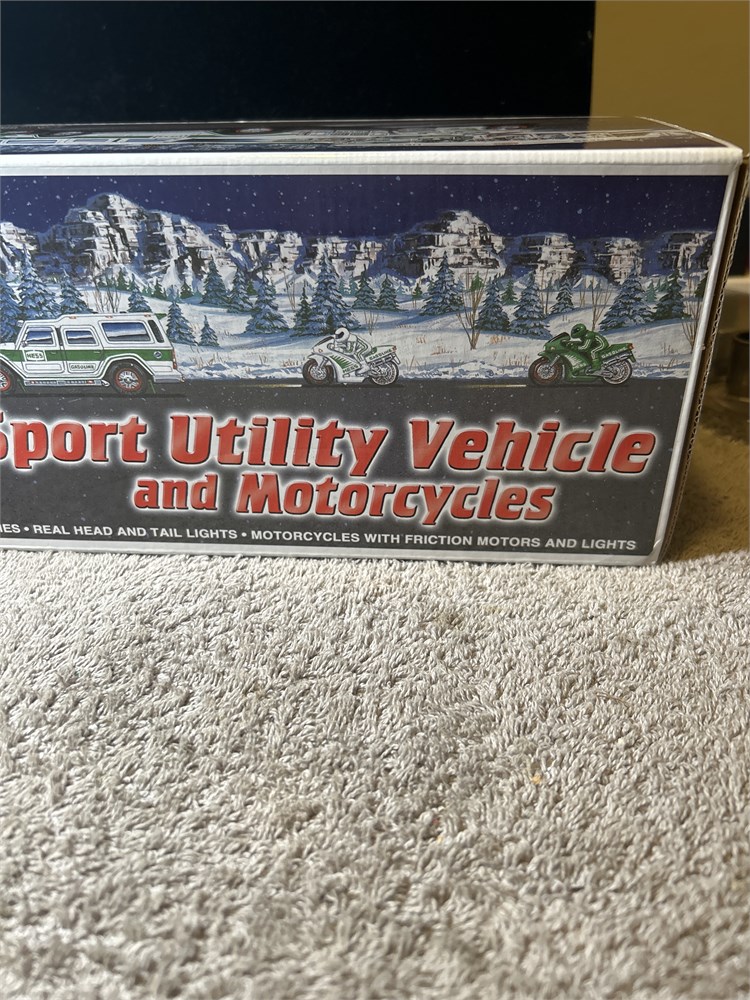 HESS
GASOLINE
Sport Utility Vehicle
and Motorcycles
• REAL HEAD AND TAIL LIGHTS • MOTORCYCLES WITH FRICTION MOTORS AND LIGHTS